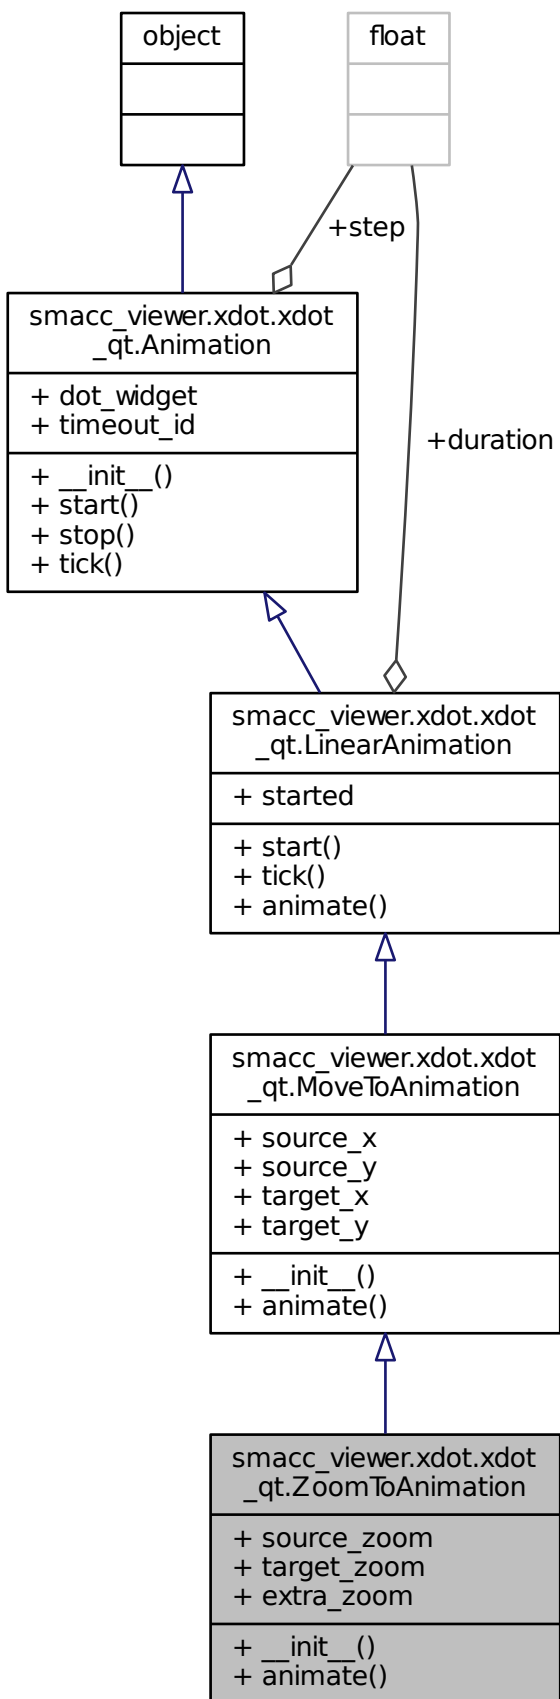 object
float
+step
smacc_viewer.xdot.xdot
_qt.Animation
+ dot_widget
+ timeout_id
+ __init__()
+ start()
+ stop()
+ tick()
+duration
smacc_viewer.xdot.xdot
_qt.LinearAnimation
+ started
+ start()
+ tick()
+ animate()
smacc_viewer.xdot.xdot
_qt.MoveToAnimation
+ source_x
+ source_y
+ target_x
+ target_y
+ __init__()
+ animate()
smacc_viewer.xdot.xdot
_qt.ZoomToAnimation
+ source_zoom
+ target_zoom
+ extra_zoom
+ __init__()
+ animate()